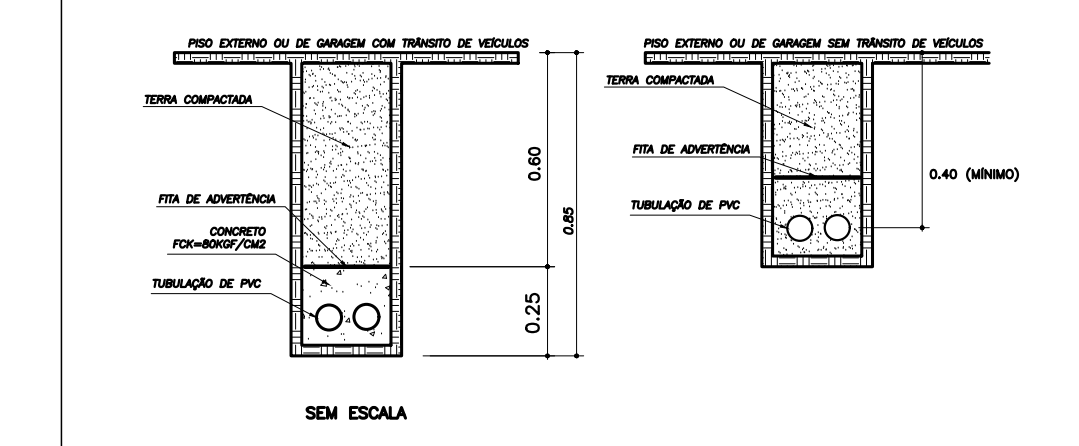 PISO EXTERNO OU DE GARAGEM COM TRÂNSITO DE VEÍCULOS
TERRA COMPACTADA
FITA DE ADVERTÊNCIA
CONCRETO
FCK=80KGF/CM2
TUBULAÇÃO DE PVC
0.60
0.85
0.25
SEM ESCALA
PISO EXTERNO OU DE GARAGEM SEM TRÂNSITO DE VEÍCULOS
TERRA COMPACTADA
FITA DE ADVERTÊNCIA
TUBULAÇÃO DE PVC
0.40 (MÍNIMO)